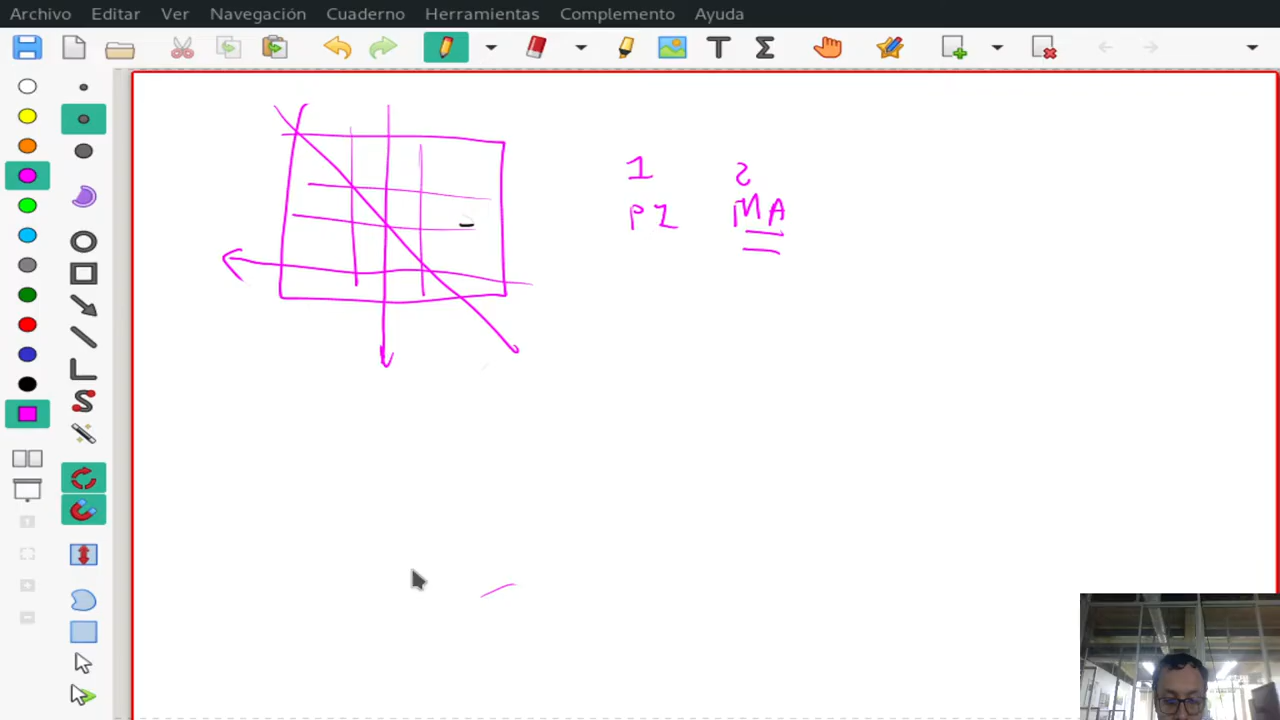 Archivo Editar Ver Navegación Cuaderno Herramientas Complemento Ayuda
1 2
PZ MA